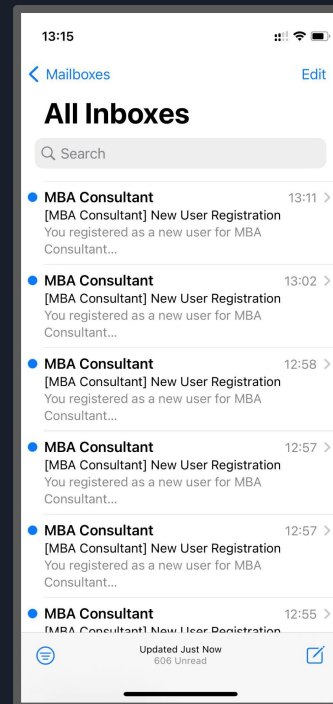 13:15
Mailboxes
Edit
All Inboxes
Search
MBA Consultant 13:11
[MBA Consultant] New User Registration
You registered as a new user for MBA
Consultant...
MBA Consultant 13:02
[MBA Consultant] New User Registration
You registered as a new user for MBA
Consultant...
MBA Consultant 12:58
[MBA Consultant] New User Registration
You registered as a new user for MBA
Consultant...
MBA Consultant 12:57
[MBA Consultant] New User Registration
You registered as a new user for MBA
Consultant...
MBA Consultant 12:57
[MBA Consultant] New User Registration
You registered as a new user for MBA
Consultant...
MBA Consultant 12:55
[MBA Consultant] New User Registration
Updated Just Now
606 Unread